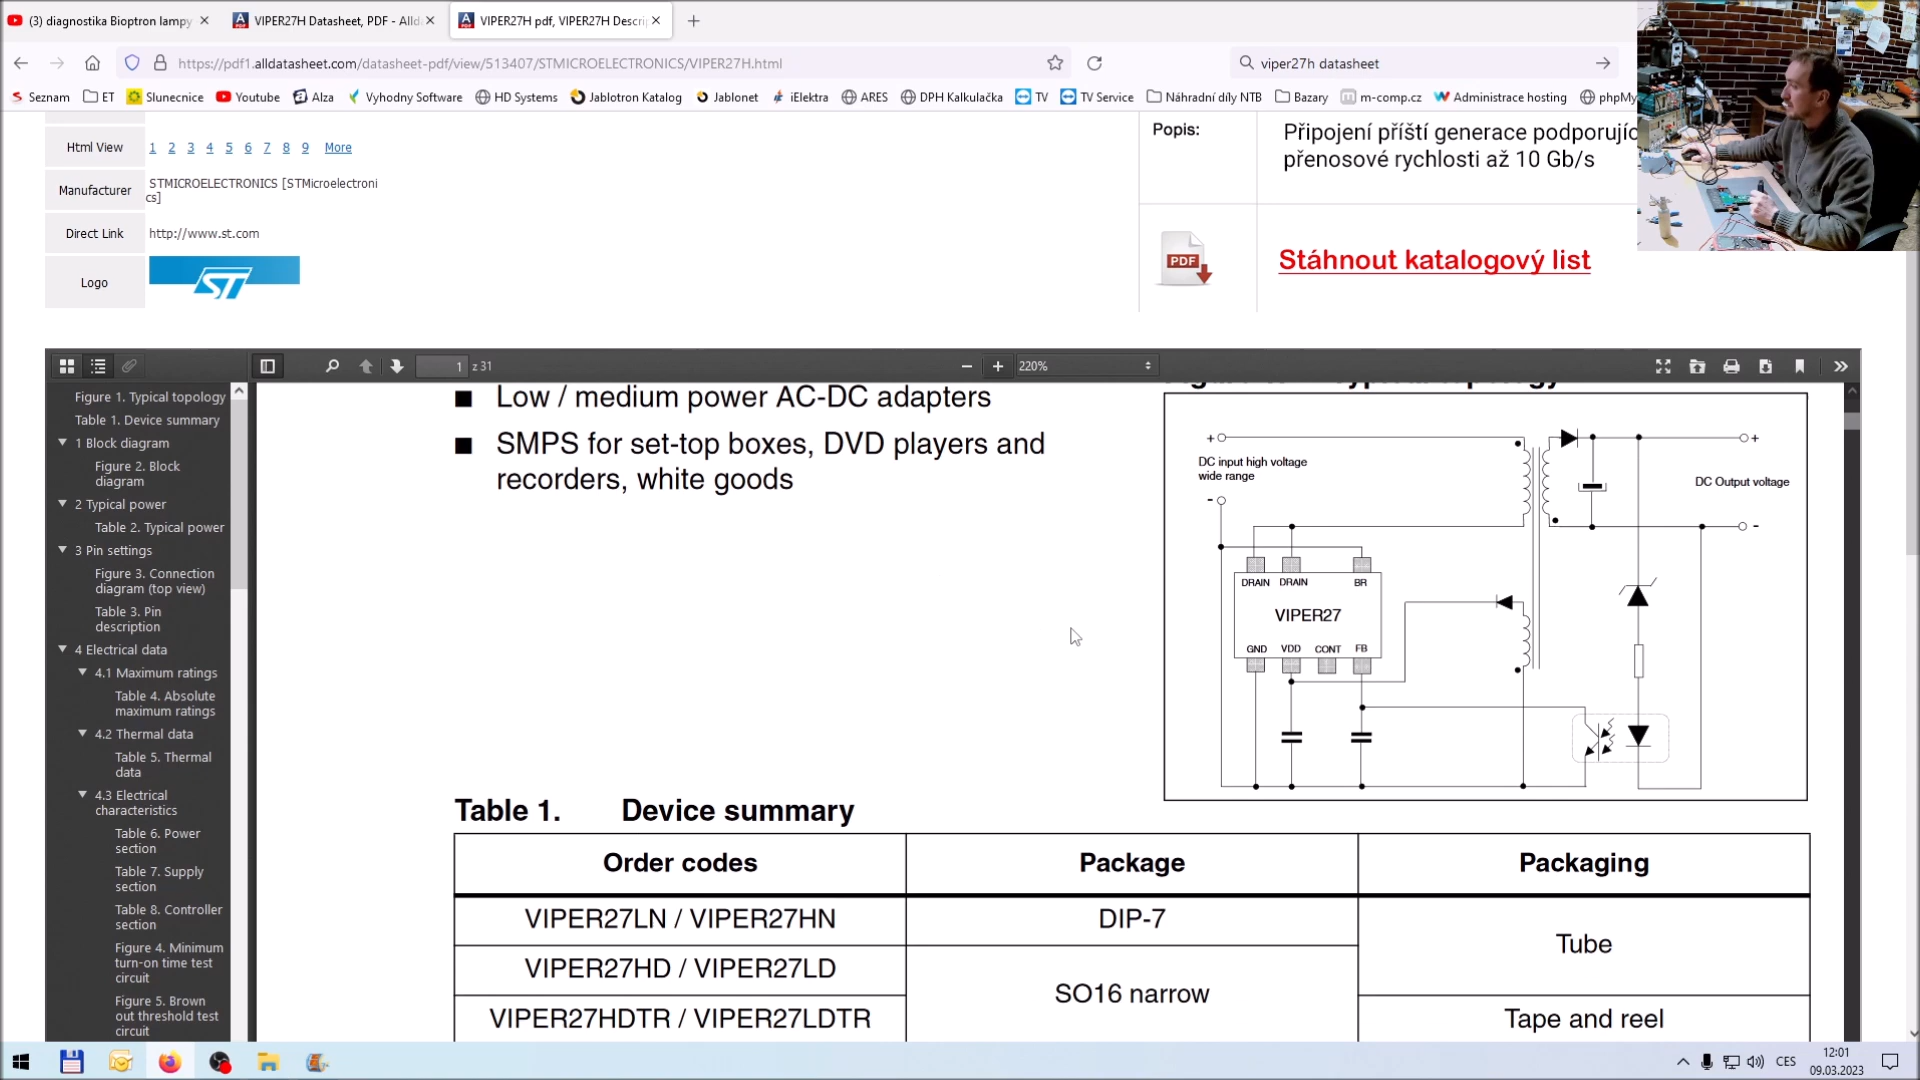 (3) diagnostika Bioptron lampy
VIPER27H Datasheet, PDF - Alld
VIPER27H pdf, VIPER27H Descri
https://pdf1.alldatasheet.com/datasheet-pdf/view/513407/STMICROELECTRONICS/VIPER27H.html
viper27h datasheet
Seznam
ET
Slunecnice
Youtube
Alza
Vyhodny Software
HD Systems
Jablotron Katalog
Jablonet
iElektra
ARES
DPH Kalkulačka
TV
TV Service
Náhradní díly NTB
Bazary
m-comp.cz
Administrace hosting
phpMy
Html View
1 2 3 4 5 6 7 8 9 More
Manufacturer
STMICROELECTRONICS [STMicroelectroni
cs]
Direct Link
http://www.st.com
Logo
ST
Popis:
Připojení příští generace podporujíc
přenosové rychlosti až 10 Gb/s
PDF
Stáhnout katalogový list
1 z 31
220%
Figure 1. Typical topology
Table 1. Device summary
1 Block diagram
Figure 2. Block
diagram
2 Typical power
Table 2. Typical power
3 Pin settings
Figure 3. Connection
diagram (top view)
Table 3. Pin
description
4 Electrical data
4.1 Maximum ratings
Table 4. Absolute
maximum ratings
4.2 Thermal data
Table 5. Thermal
data
4.3 Electrical
characteristics
Table 6. Power
section
Table 7. Supply
section
Table 8. Controller
section
Figure 4. Minimum
turn-on time test
circuit
Figure 5. Brown
out threshold test
circuit
■ Low / medium power AC-DC adapters
■ SMPS for set-top boxes, DVD players and
recorders, white goods
+
DC input high voltage
wide range
-
+
DC Output voltage
-
DRAIN DRAIN BR
VIPER27
GND VDD CONT FB
Table 1. Device summary
Order codes Package Packaging
VIPER27LN / VIPER27HN DIP-7
Tube
VIPER27HD / VIPER27LD
SO16 narrow
VIPER27HDTR / VIPER27LDTR Tape and reel
CES
12:01
09.03.2023